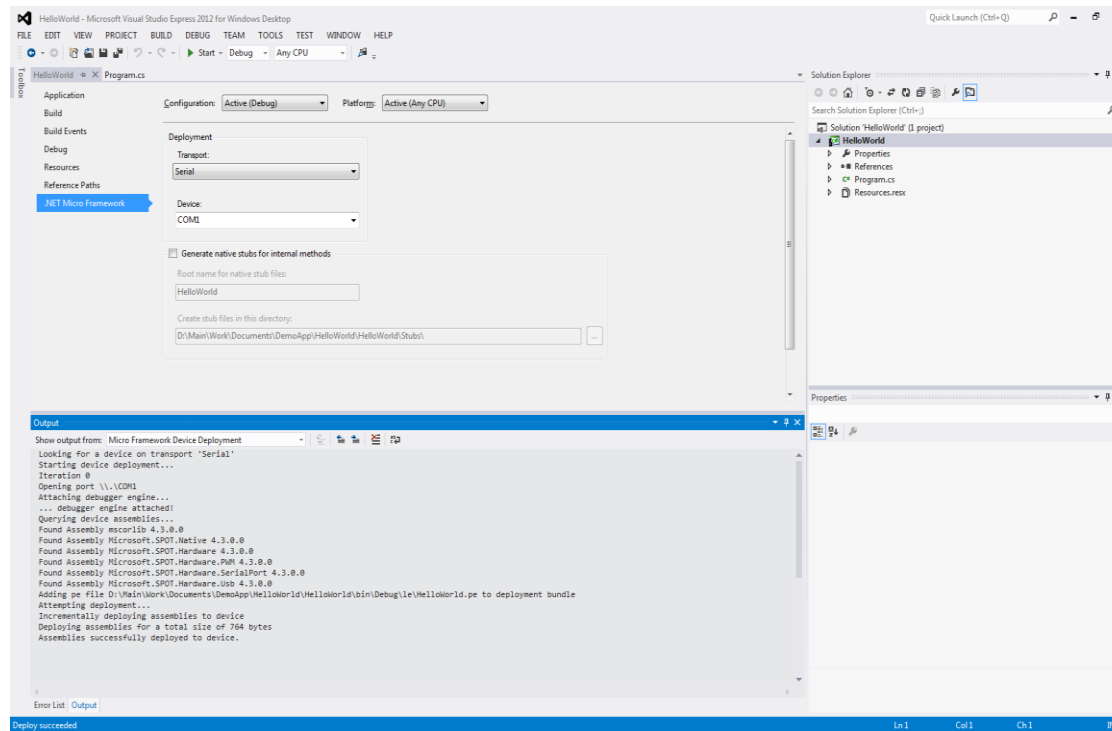 HelloWorld - Microsoft Visual Studio Express 2012 for Windows Desktop
Quick Launch (Ctrl+Q)
FILE EDIT VIEW PROJECT BUILD DEBUG TEAM TOOLS TEST WINDOW HELP
Start Debug Any CPU
Toolbox
HelloWorld Program.cs
Solution Explorer
Application
Build
Build Events
Debug
Resources
Reference Paths
.NET Micro Framework
Configuration: Active (Debug) Platform: Active (Any CPU)
Deployment
Transport:
Serial
Device:
COM1
Generate native stubs for internal methods
Root name for native stub files:
HelloWorld
Create stub files in this directory:
D:\Main\Work\Documents\DemoApp\HelloWorld\HelloWorld\Stubs\
...
Search Solution Explorer (Ctrl+;)
Solution 'HelloWorld' (1 project)
HelloWorld
Properties
References
C# Program.cs
Resources.resx
Properties
Output
Show output from: Micro Framework Device Deployment
Looking for a device on transport 'Serial'
Starting device deployment...
Iteration 0
Opening port \\.\COM1
Attaching debugger engine...
... debugger engine attached!
Querying device assemblies...
Found Assembly mscorlib 4.3.0.0
Found Assembly Microsoft.SPOT.Native 4.3.0.0
Found Assembly Microsoft.SPOT.Hardware 4.3.0.0
Found Assembly Microsoft.SPOT.Hardware.PWM 4.3.0.0
Found Assembly Microsoft.SPOT.Hardware.SerialPort 4.3.0.0
Found Assembly Microsoft.SPOT.Hardware.Usb 4.3.0.0
Adding pe file D:\Main\Work\Documents\DemoApp\HelloWorld\HelloWorld\bin\Debug\le\HelloWorld.pe to deployment bundle
Attempting deployment...
Incrementally deploying assemblies to device
Deploying assemblies for a total size of 764 bytes
Assemblies successfully deployed to device.
Error List Output
Deploy succeeded
Ln 1 Col 1 Ch 1